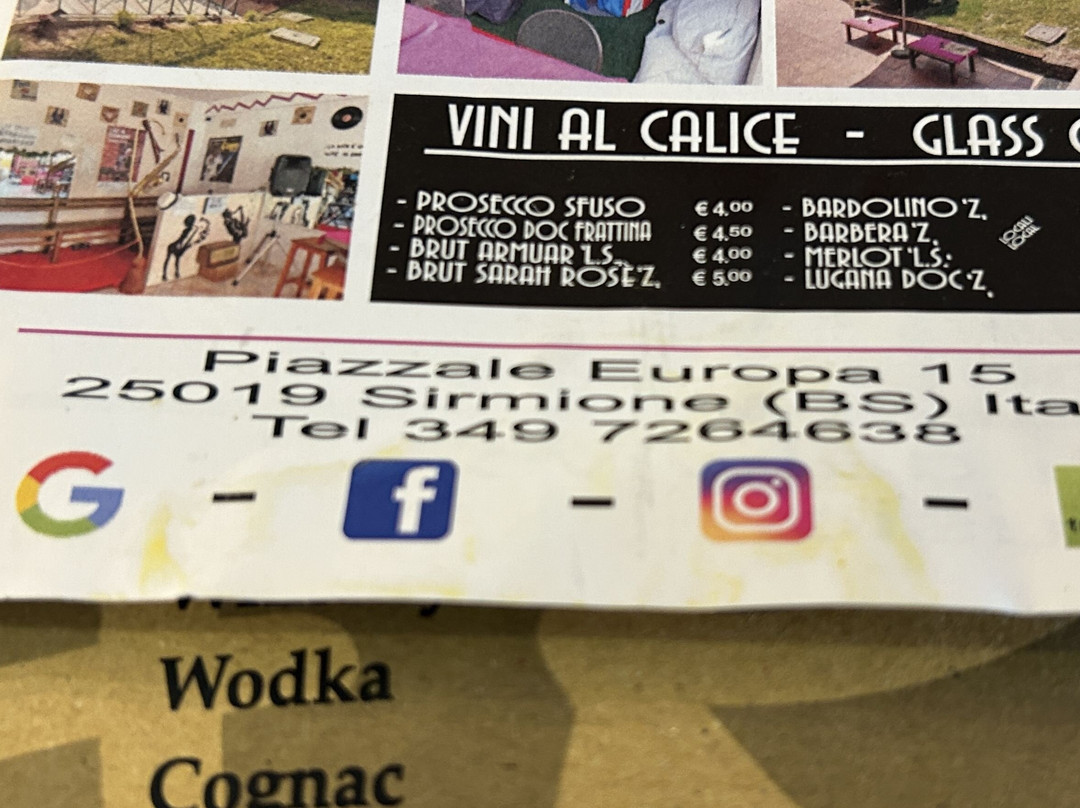 VINI AL CALICE - GLASS
- PROSECCO SFUSO € 4,00
- PROSECCO DOC FRATTINA € 4,50
- BRUT ARMUAR 'L.S., € 4,00
- BRUT SARAH ROSÈ'Z. € 5,00
- BARDOLINO 'Z.
- BARBERA 'Z.
- MERLOT 'L.S.
- LUGANA DOC 'Z.
LOCALI
LOCAL
Piazzale Europa 15
25019 Sirmione (BS) Ita
Tel 349 7264638
G - f - -
Wodka
Cognac